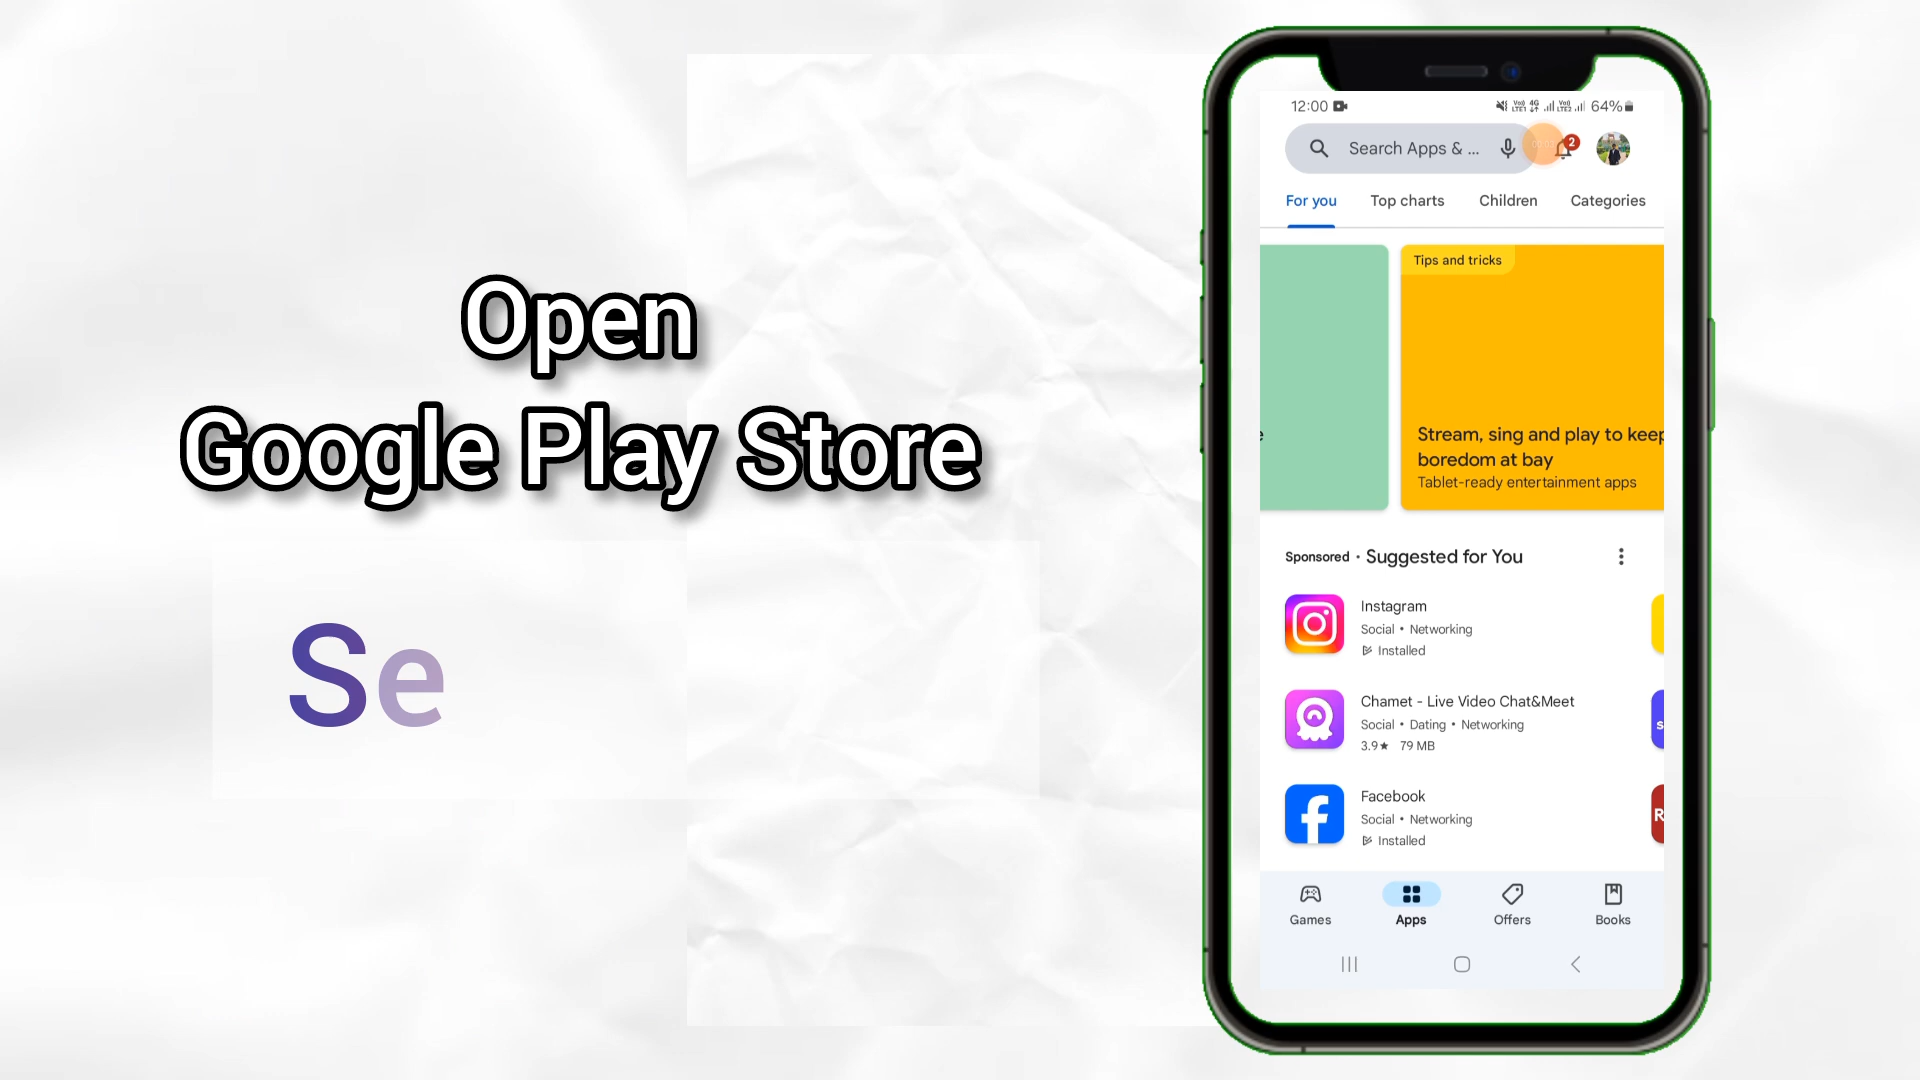 Open
Google Play Store
Se
12:00
64%
Search Apps & ...
2
For you
Top charts
Children
Categories
e
Tips and tricks
Stream, sing and play to keep
boredom at bay
Tablet-ready entertainment apps
Sponsored • Suggested for You
Instagram
Social • Networking
Installed
Chamet - Live Video Chat&Meet
Social • Dating • Networking
3.9★ 79 MB
s
Facebook
Social • Networking
Installed
R
Games
Apps
Offers
Books